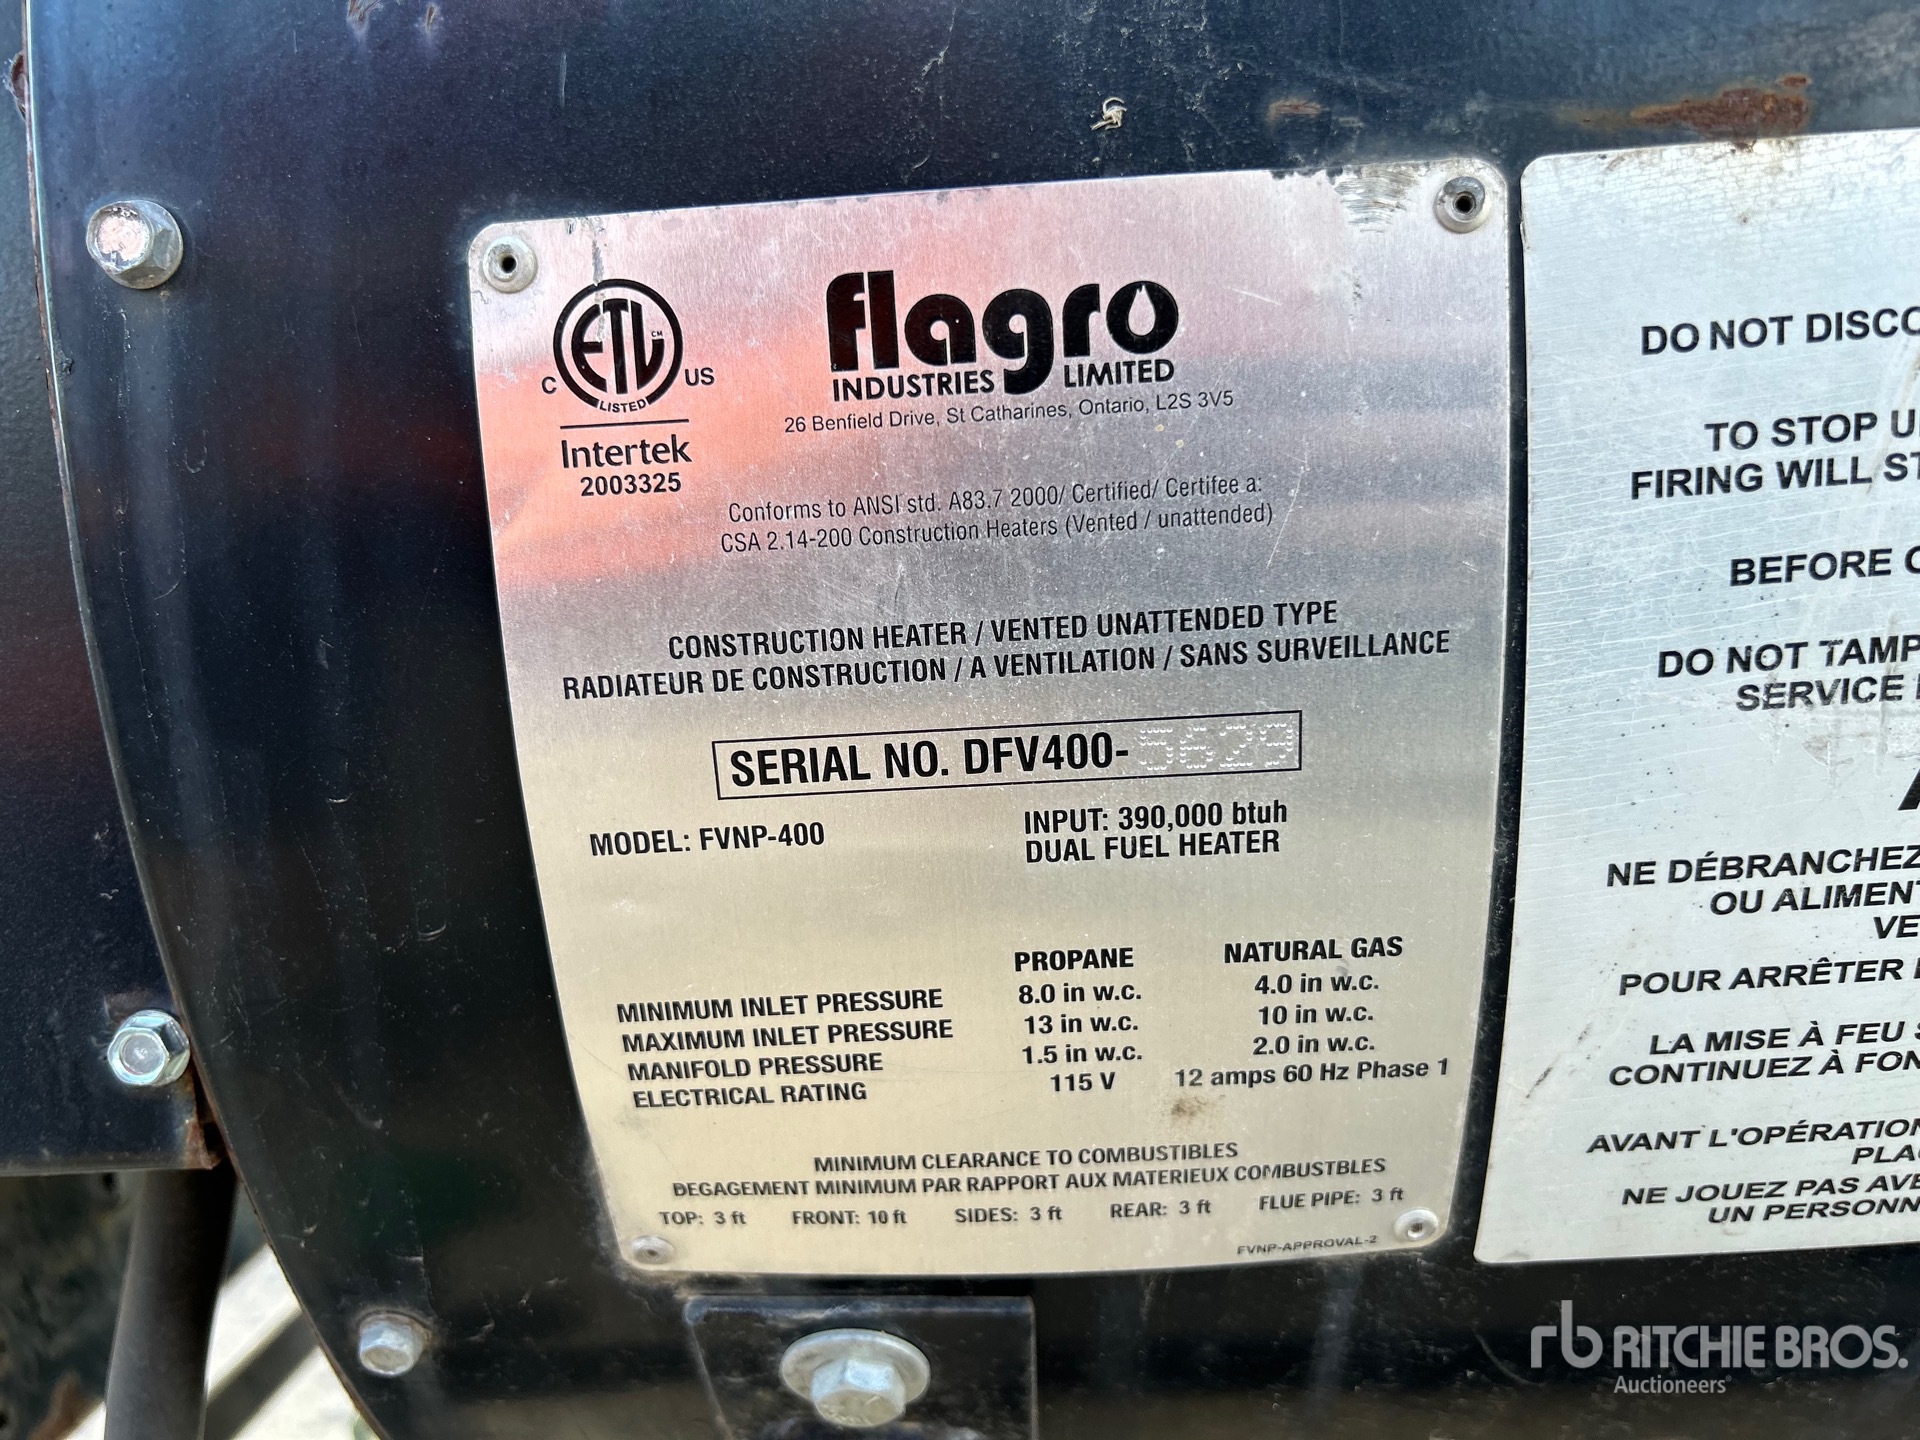 ETL CM
LISTED
C US
Intertek
2003325
flagro
INDUSTRIES LIMITED
26 Benfield Drive, St Catharines, Ontario, L2S 3V5
Conforms to ANSI std. A83.7 2000/ Certified/ Certifee a:
CSA 2.14-200 Construction Heaters (Vented / unattended)
CONSTRUCTION HEATER / VENTED UNATTENDED TYPE
RADIATEUR DE CONSTRUCTION / A VENTILATION / SANS SURVEILLANCE
SERIAL NO. DFV400-5629
MODEL: FVNP-400
INPUT: 390,000 btuh
DUAL FUEL HEATER
PROPANE NATURAL GAS
MINIMUM INLET PRESSURE 8.0 in w.c. 4.0 in w.c.
MAXIMUM INLET PRESSURE 13 in w.c. 10 in w.c.
MANIFOLD PRESSURE 1.5 in w.c. 2.0 in w.c.
ELECTRICAL RATING 115 V 12 amps 60 Hz Phase 1
MINIMUM CLEARANCE TO COMBUSTIBLES
DEGAGEMENT MINIMUM PAR RAPPORT AUX MATERIEUX COMBUSTBLES
TOP: 3 ft FRONT: 10 ft SIDES: 3 ft REAR: 3 ft FLUE PIPE: 3 ft
FVNP-APPROVAL-2
DO NOT DISCO
TO STOP U
FIRING WILL ST
BEFORE
DO NOT TAMP
SERVICE
NE DÉBRANCHEZ
OU ALIMENT
VE
POUR ARRÊTER
LA MISE À FEU
CONTINUEZ À FON
AVANT L'OPÉRATION
PLA
NE JOUEZ PAS AVE
UN PERSONN
rb RITCHIE BROS.
Auctioneers